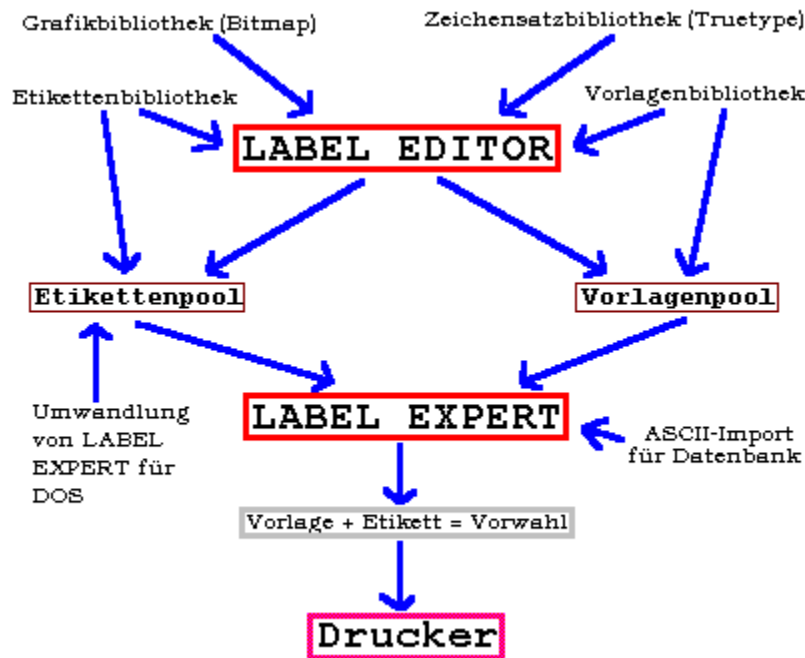 Grafikbibliothek (Bitmap)
Zeichensatzbibliothek (Truetype)
Etikettenbibliothek
Vorlagenbibliothek
LABEL EDITOR
Etikettenpool
Vorlagenpool
LABEL EXPERT
Umwandlung
von LABEL
EXPERT für
DOS
ASCII-Import
für Datenbank
Vorlage + Etikett = Vorwahl
Drucker